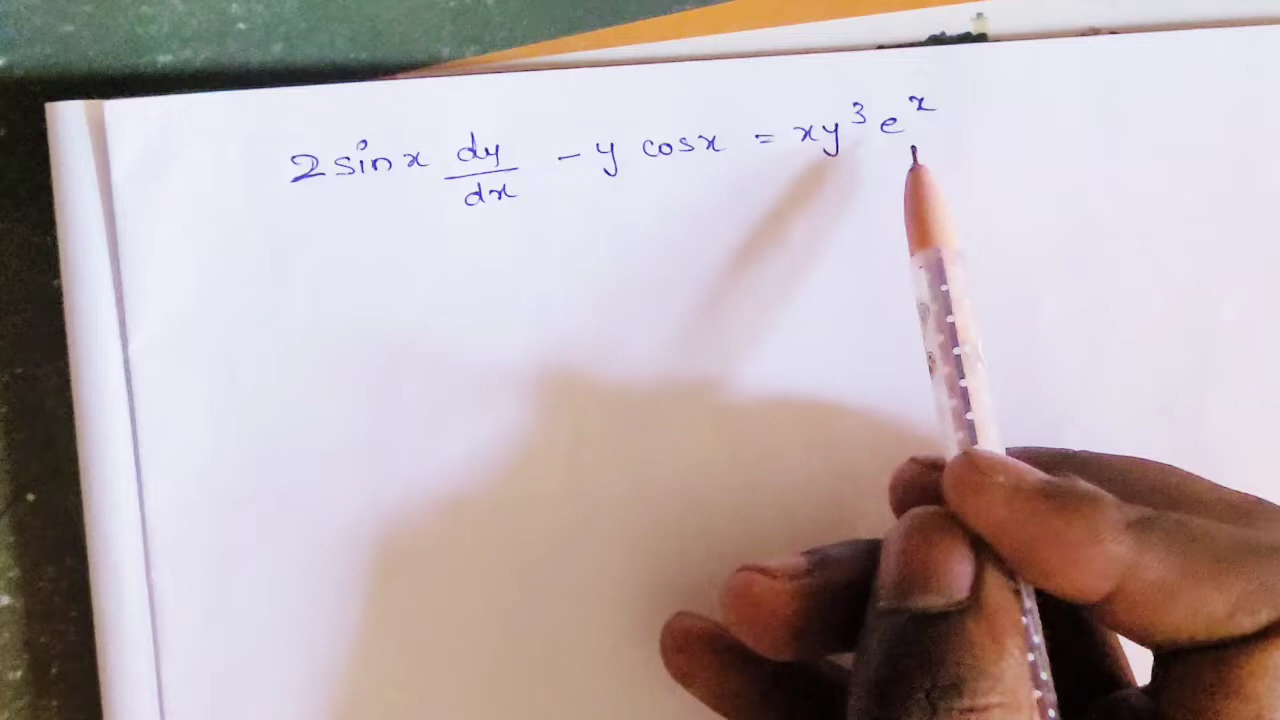 2 sin x dy/dx - y cos x = xy³ eˣ